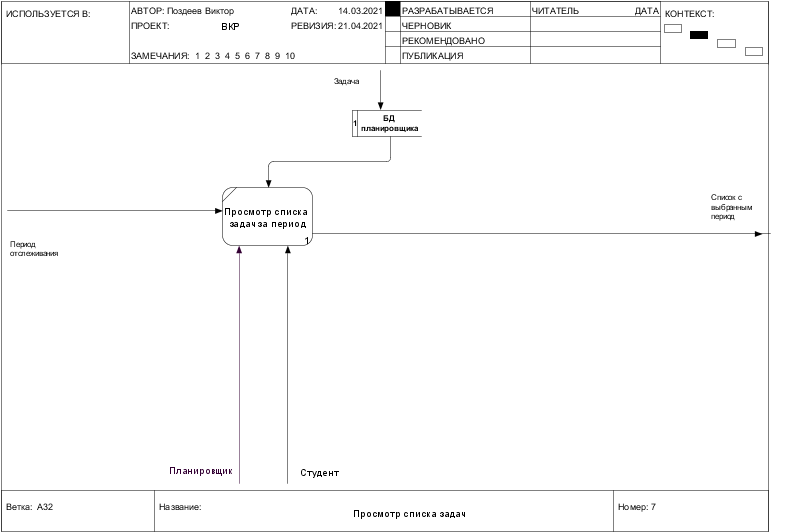 ИСПОЛЬЗУЕТСЯ В:
АВТОР: Поздеев Виктор
ДАТА: 14.03.2021
ПРОЕКТ: ВКР
РЕВИЗИЯ: 21.04.2021
ЗАМЕЧАНИЯ: 1 2 3 4 5 6 7 8 9 10
РАЗРАБАТЫВАЕТСЯ
ЧЕРНОВИК
РЕКОМЕНДОВАНО
ПУБЛИКАЦИЯ
ЧИТАТЕЛЬ ДАТА
КОНТЕКСТ:
Задача
1
БД
планировщика
Просмотр списка
задач за период
1
Период
отслеживания
Список с
выбранным
период
Планировщик
Студент
Ветка: А32
Название:
Просмотр списка задач
Номер: 7